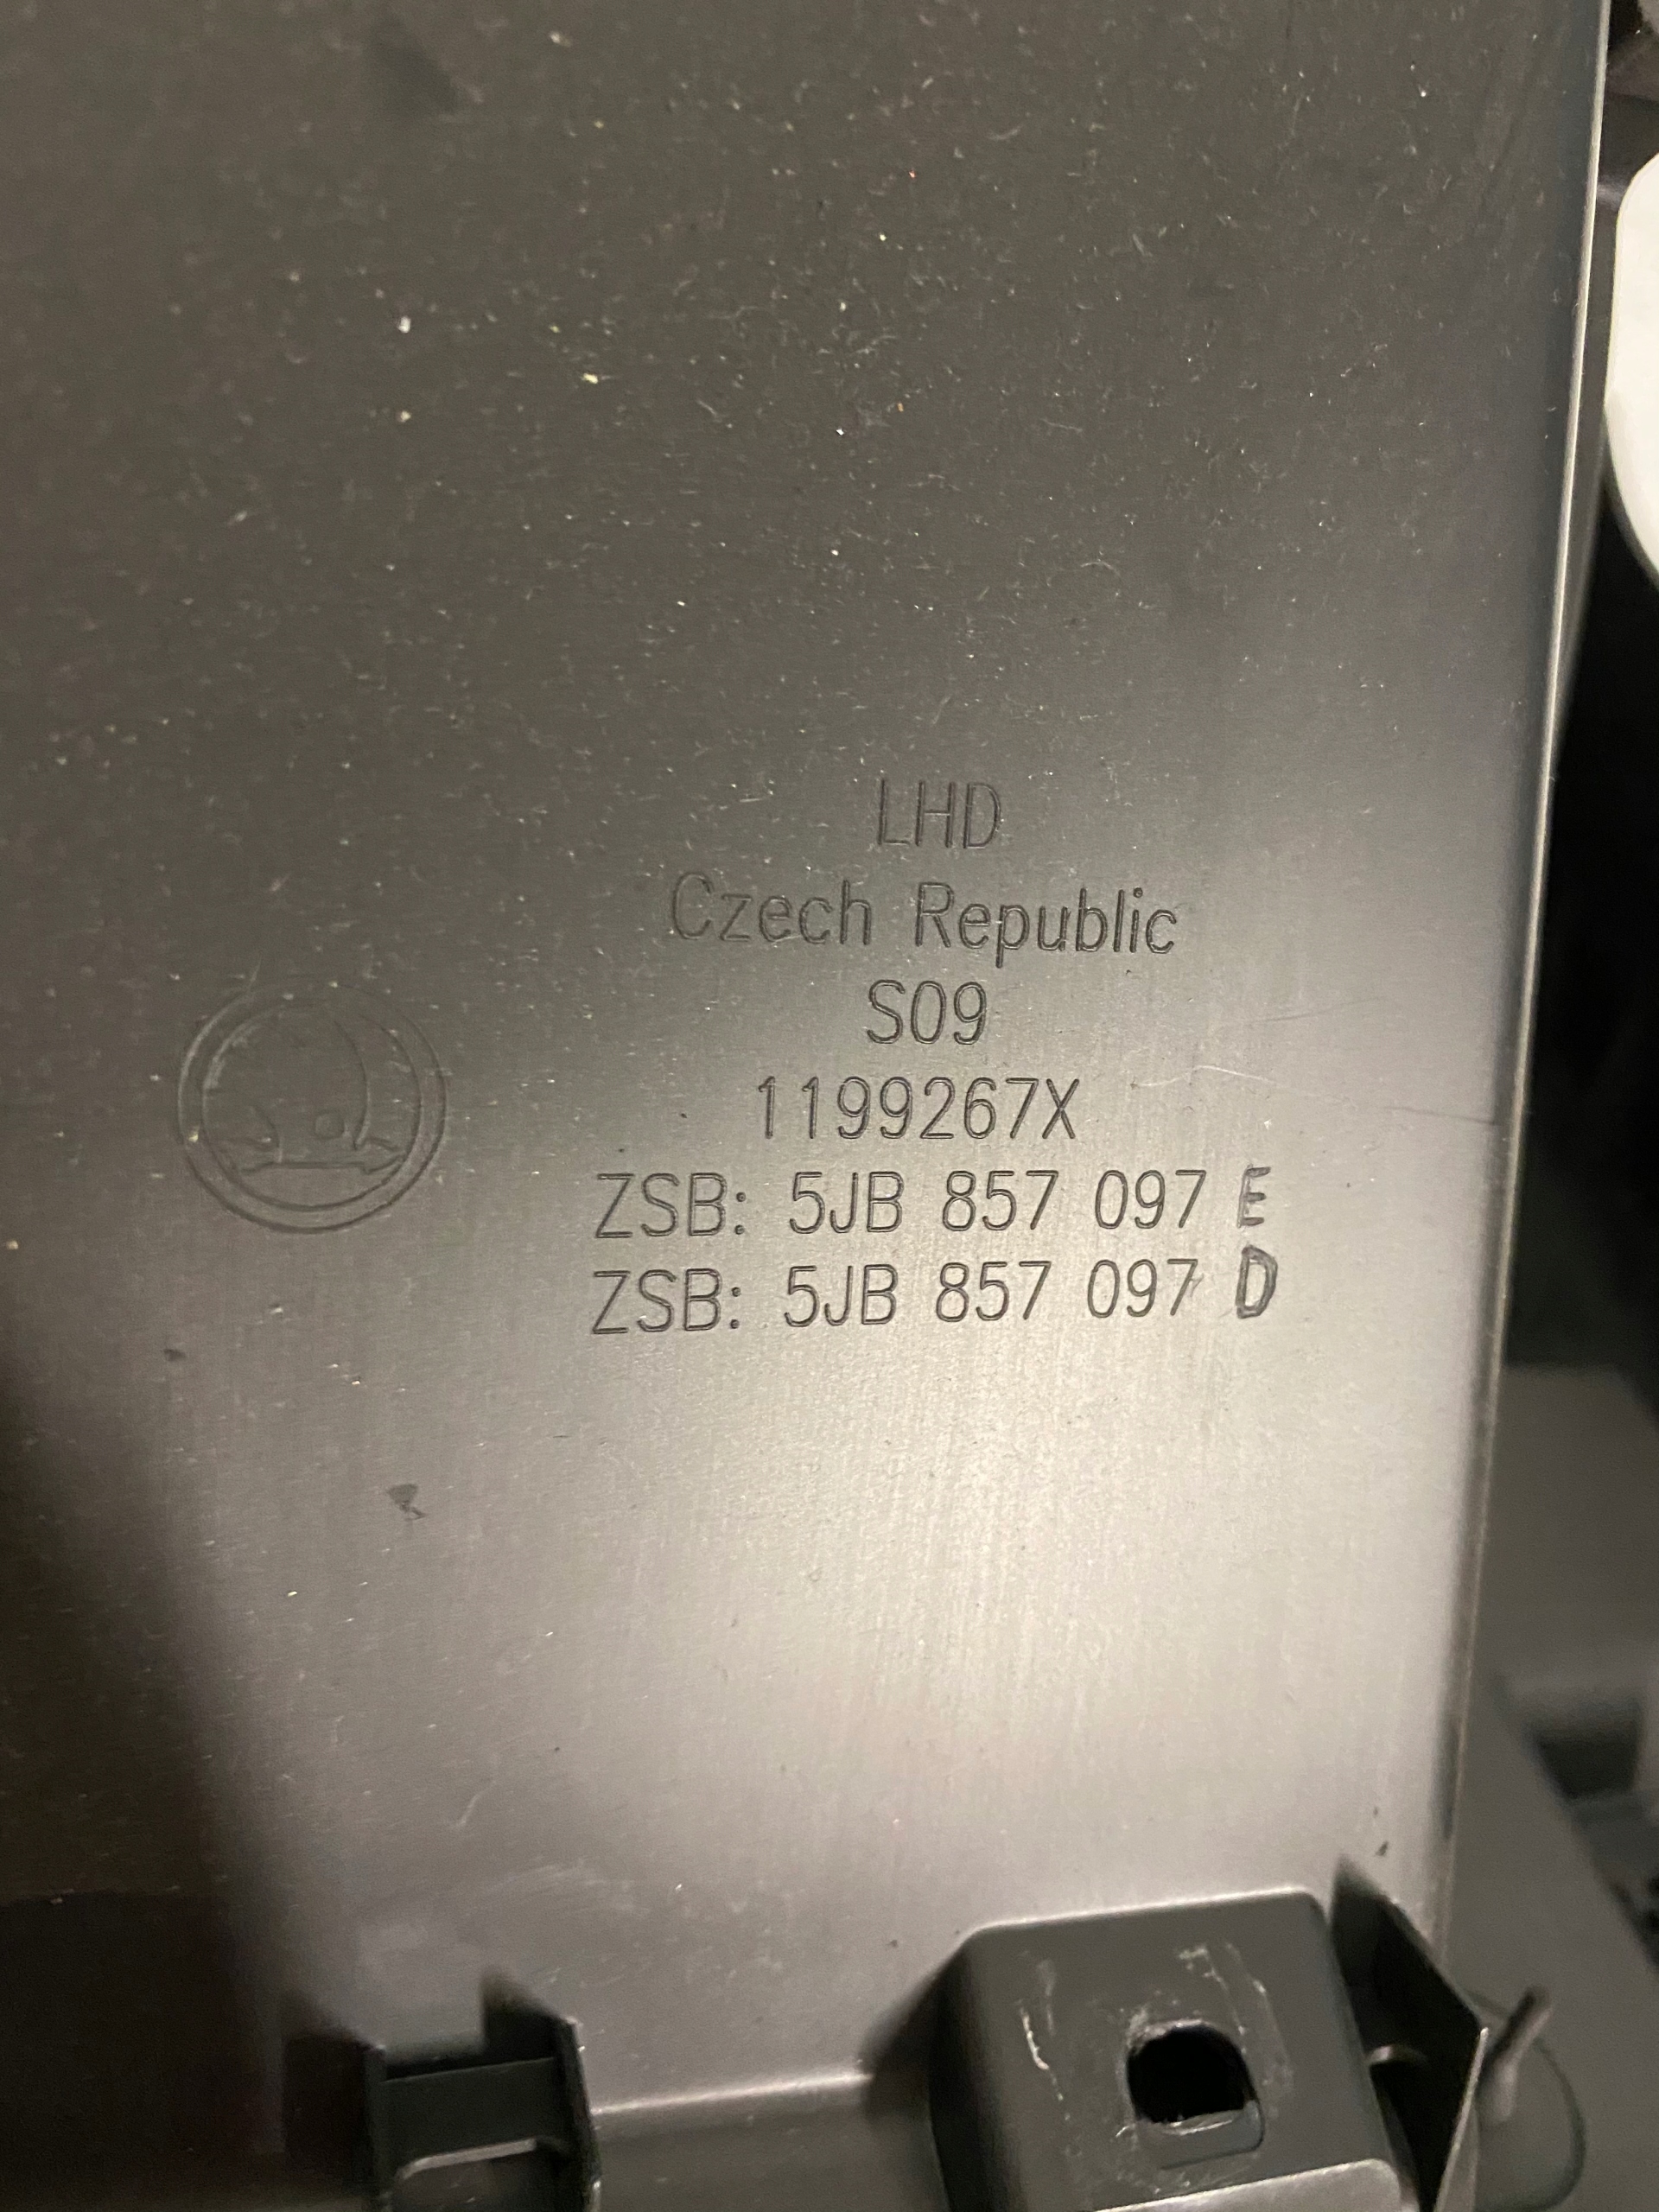 LHD
Czech Republic
S09
1199267X
ZSB: 5JB 857 097 E
ZSB: 5JB 857 097 D